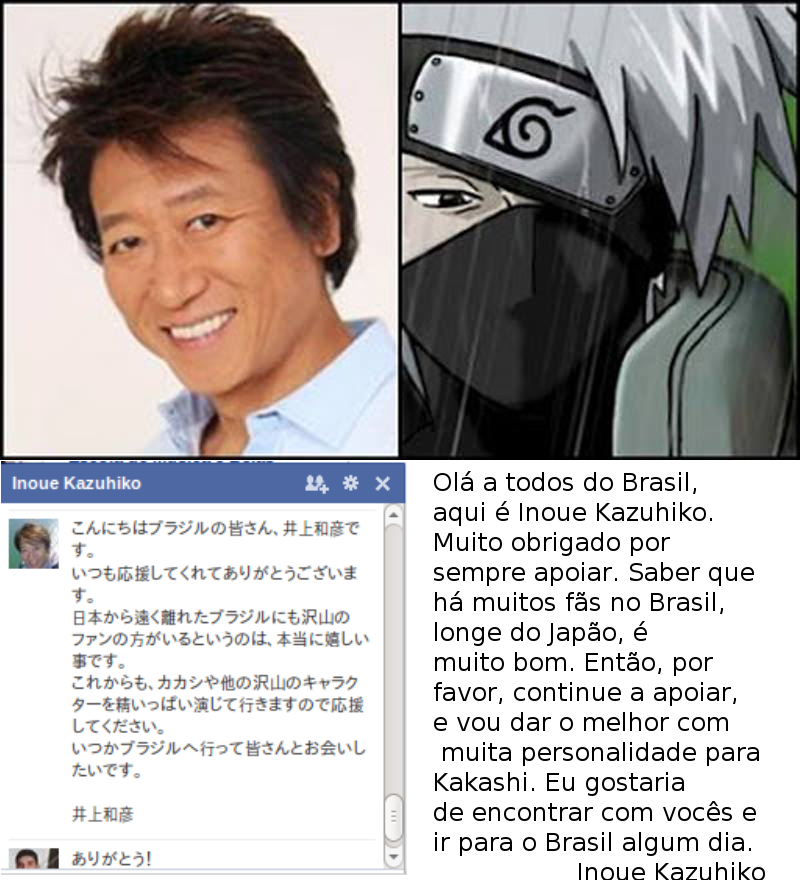 Inoue Kazuhiko
こんにちはブラジルの皆さん、井上和彦で
す。
いつも応援してくれてありがとうございま
す。
日本から遠く離れたブラジルにも沢山の
ファンの方がいるというのは、本当に嬉しい
事です。
これからも、カカシや他の沢山のキャラク
ターを精いっぱい演じて行きますので応援
してください。
いつかブラジルへ行って皆さんとお会いし
たいです。
井上和彦
ありがとう!
Olá a todos do Brasil,
aqui é Inoue Kazuhiko.
Muito obrigado por
sempre apoiar. Saber que
há muitos fãs no Brasil,
longe do Japão, é
muito bom. Então, por
favor, continue a apoiar,
e vou dar o melhor com
muita personalidade para
Kakashi. Eu gostaria
de encontrar com vocês e
ir para o Brasil algum dia.
Inoue Kazuhiko